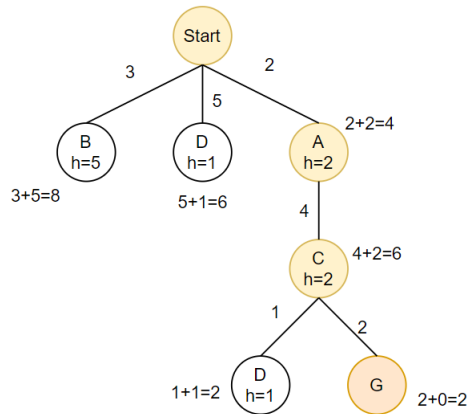 Start
3
5
2
B
h=5
D
h=1
A
h=2
2+2=4
3+5=8
5+1=6
4
C
h=2
4+2=6
1
2
D
h=1
G
1+1=2
2+0=2